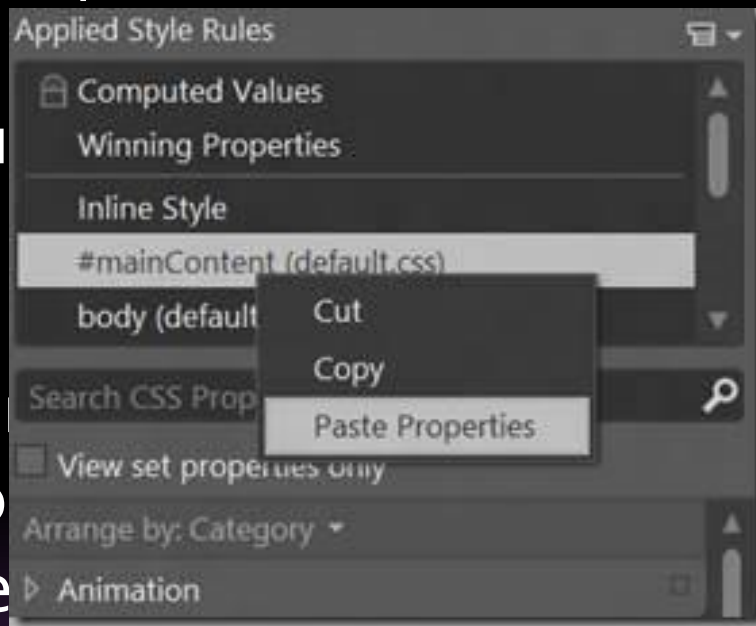 Applied Style Rules
Computed Values
Winning Properties
Inline Style
#mainContent (default.css)
body (default
Cut
Copy
Paste Properties
Search CSS Prop
View set properties only
Arrange by: Category
Animation